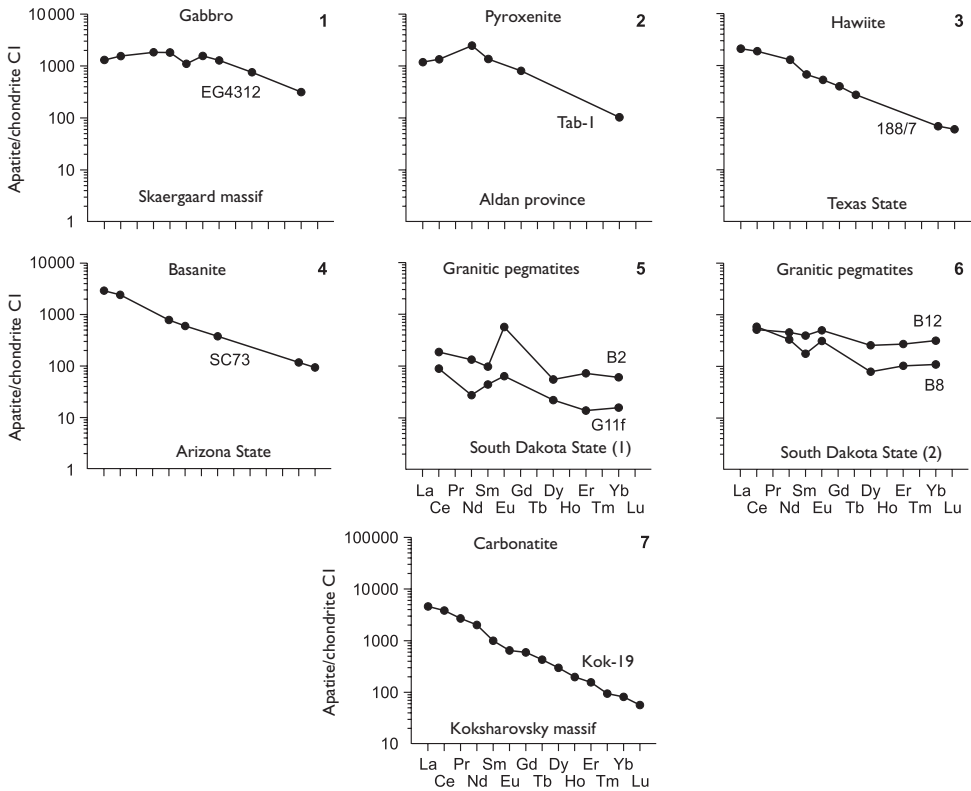 Gabbro 1
10000
1000
100
10
1
Apatite/chondrite C1
EG4312
Skaergaard massif
Pyroxenite 2
Tab-1
Aldan province
Hawiite 3
188/7
Texas State
Basanite 4
10000
1000
100
10
1
Apatite/chondrite C1
SC73
Arizona State
Granitic pegmatites 5
B2
G11f
South Dakota State (1)
La Pr Sm Gd Dy Er Yb
Ce Nd Eu Tb Ho Tm Lu
Granitic pegmatites 6
B12
B8
South Dakota State (2)
La Pr Sm Gd Dy Er Yb
Ce Nd Eu Tb Ho Tm Lu
Carbonatite 7
100000
10000
1000
100
10
Apatite/chondrite C1
Kok-19
Koksharovsky massif
La Pr Sm Gd Dy Er Yb
Ce Nd Eu Tb Ho Tm Lu